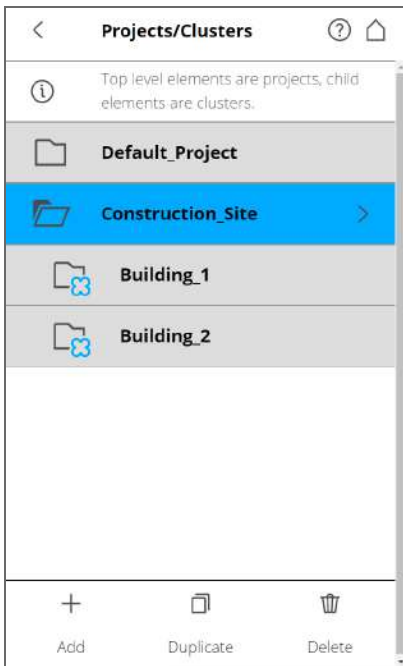 Projects/Clusters
Top level elements are projects, child
elements are clusters.
Default_Project
Construction_Site
Building_1
Building_2
Add Duplicate Delete